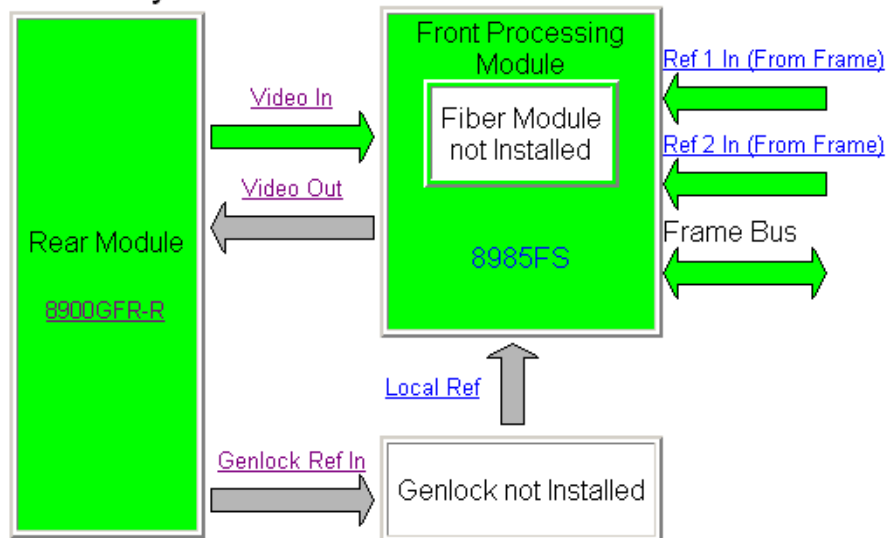 Front Processing
Module
Ref 1 In (From Frame)
Video In
Fiber Module
not Installed
Ref 2 In (From Frame)
Video Out
Rear Module
8985FS
Frame Bus
8900GFR-R
Local Ref
Genlock Ref In
Genlock not Installed